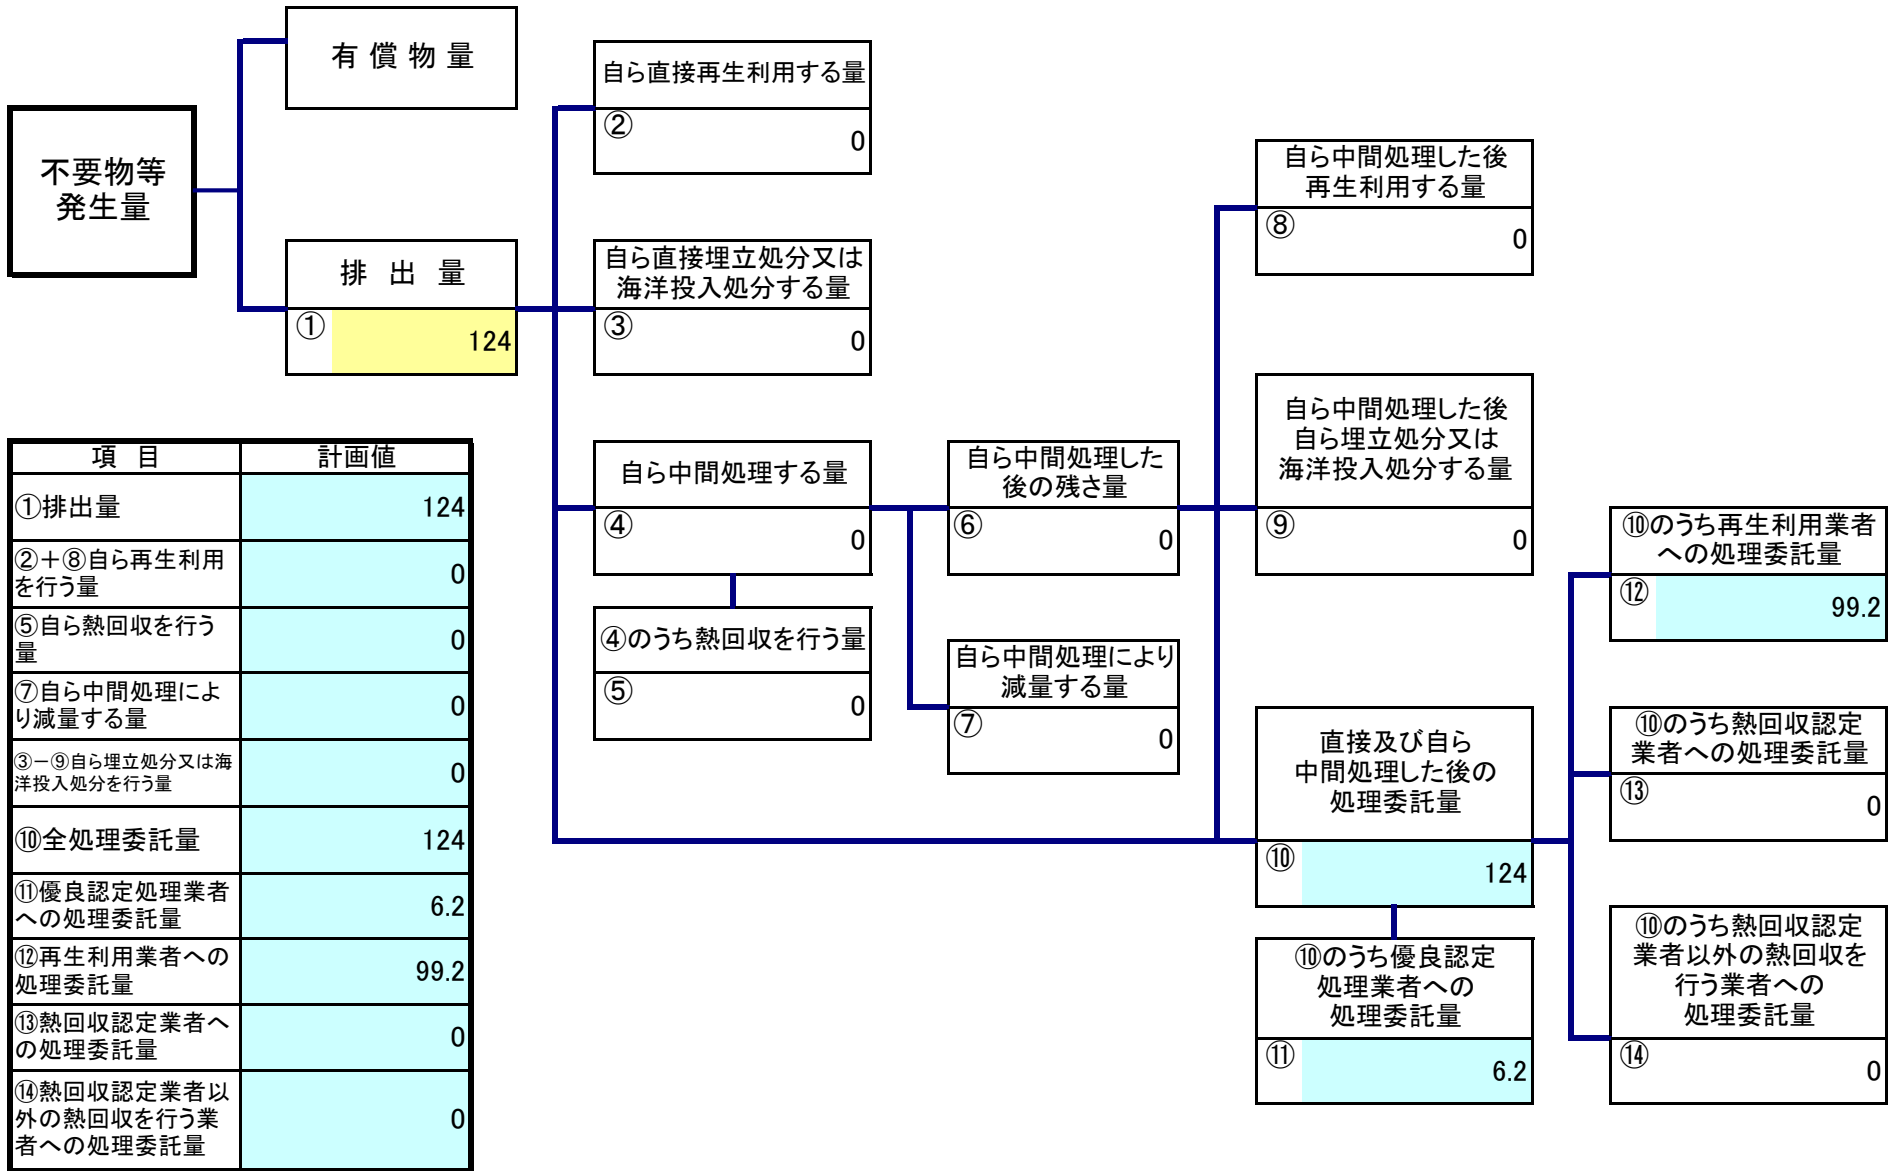 有償物量
不要物等
発生量
排出量
①
124
自ら直接再生利用する量
②
0
自ら直接埋立処分又は
海洋投入処分する量
③
0
自ら中間処理する量
④
0
④のうち熱回収を行う量
⑤
0
自ら中間処理した
後の残さ量
⑥
0
自ら中間処理により
減量する量
⑦
0
自ら中間処理した後
再生利用する量
⑧
0
自ら中間処理した後
自ら埋立処分又は
海洋投入処分する量
⑨
0
直接及び自ら
中間処理した後の
処理委託量
⑩
124
⑩のうち優良認定
処理業者への
処理委託量
⑪
6.2
⑩のうち再生利用業者
への処理委託量
⑫
99.2
⑩のうち熱回収認定
業者への処理委託量
⑬
0
⑩のうち熱回収認定
業者以外の熱回収を
行う業者への
処理委託量
⑭
0
項 目 計画値
①排出量 124
②＋⑧自ら再生利用
を行う量 0
⑤自ら熱回収を行う
量 0
⑦自ら中間処理によ
り減量する量 0
③－⑨自ら埋立処分又は海
洋投入処分を行う量 0
⑩全処理委託量 124
⑪優良認定処理業者
への処理委託量 6.2
⑫再生利用業者への
処理委託量 99.2
⑬熱回収認定業者へ
の処理委託量 0
⑭熱回収認定業者以
外の熱回収を行う業
者への処理委託量 0